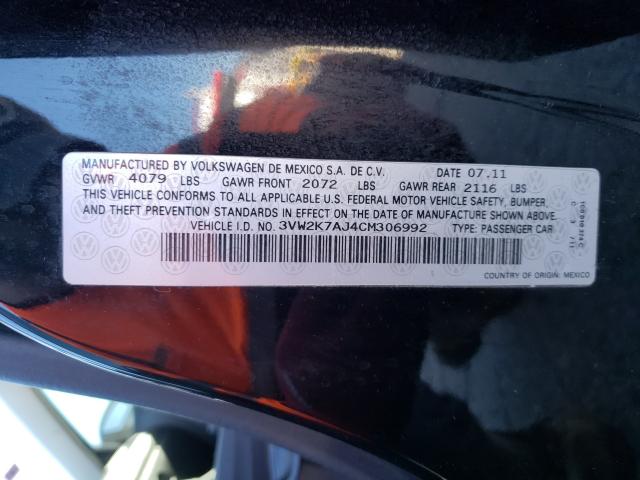 MANUFACTURED BY VOLKSWAGEN DE MEXICO S.A. DE C.V. DATE 07.11
GVWR 4079 LBS GAWR FRONT 2072 LBS GAWR REAR 2116 LBS
THIS VEHICLE CONFORMS TO ALL APPLICABLE U.S. FEDERAL MOTOR VEHICLE SAFETY, BUMPER,
AND THEFT PREVENTION STANDARDS IN EFFECT ON THE DATE OF MANUFACTURE SHOWN ABOVE.
VEHICLE I.D. NO. 3VW2K7AJ4CM306992 TYPE: PASSENGER CAR
COUNTRY OF ORIGIN: MEXICO